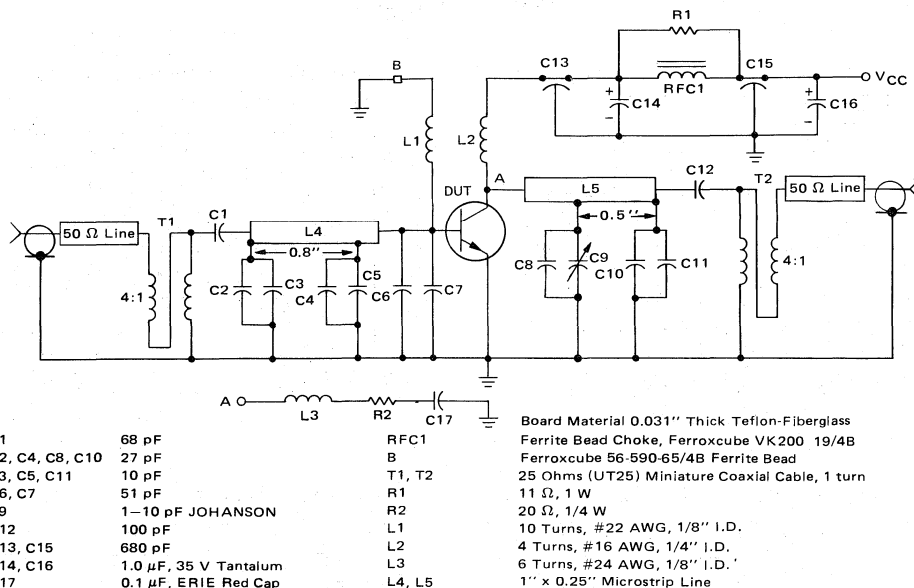 R1
B
C13
C15
VCC
RFC1
+
C14
−
+
C16
−
L1
L2
A
C12
T2
DUT
L5
50 Ω Line
T1
C1
50 Ω Line
L4
0.5''
0.8''
C8
C9
C10
C11
4:1
4:1
C2
C3
C4
C5
C6
C7
A
L3
R2
C17
Board Material 0.031'' Thick Teflon-Fiberglass
1 68 pF RFC1 Ferrite Bead Choke, Ferroxcube VK200 19/4B
2, C4, C8, C10 27 pF B Ferroxcube 56-590-65/4B Ferrite Bead
3, C5, C11 10 pF T1, T2 25 Ohms (UT25) Miniature Coaxial Cable, 1 turn
6, C7 51 pF R1 11 Ω, 1 W
9 1–10 pF JOHANSON R2 20 Ω, 1/4 W
12 100 pF L1 10 Turns, #22 AWG, 1/8'' I.D.
13, C15 680 pF L2 4 Turns, #16 AWG, 1/4'' I.D.
14, C16 1.0 μF, 35 V Tantalum L3 6 Turns, #24 AWG, 1/8'' I.D.
17 0.1 μF, ERIE Red Cap L4, L5 1'' x 0.25'' Microstrip Line